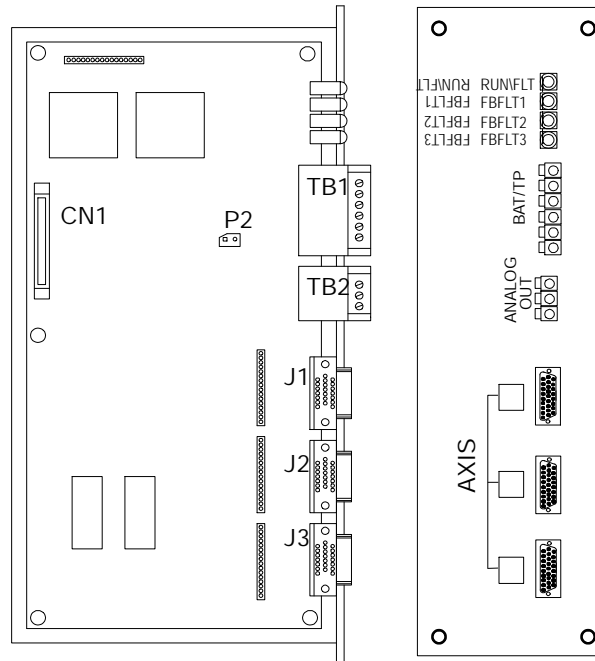 TB1
CN1
P2
TB2
J1
J2
J3
RUN\FLT RUN\FLT
FBFLT1 FBFLT1
FBFLT2 FBFLT2
FBFLT3 FBFLT3
BAT/TP
ANALOG
OUT
AXIS